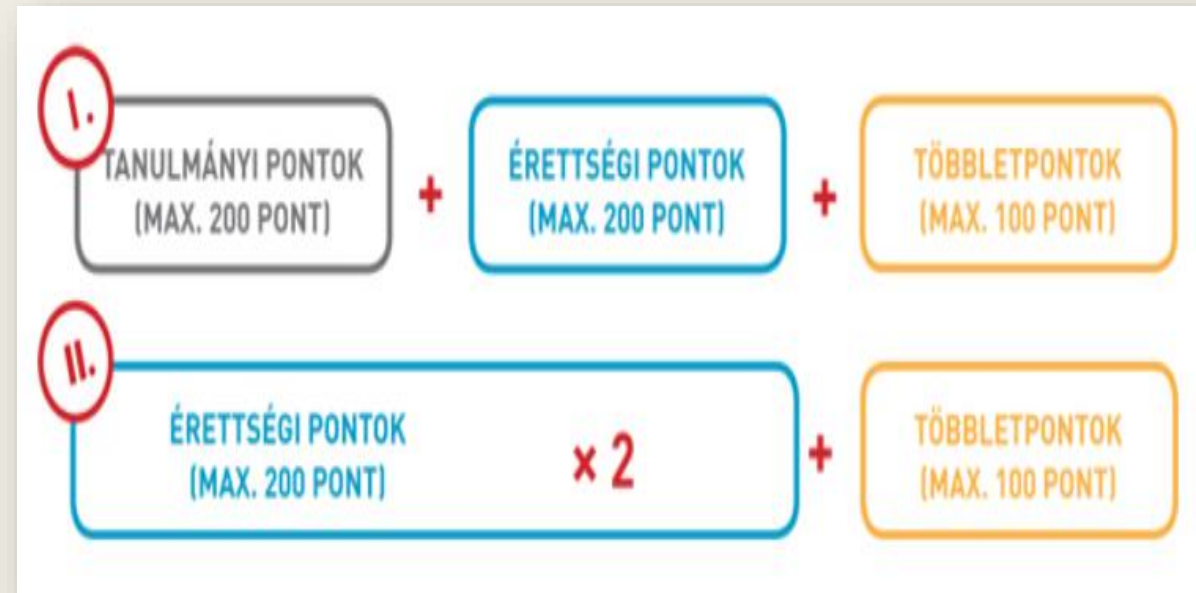 I.
TANULMÁNYI PONTOK
(MAX. 200 PONT)
+
ÉRETTSÉGI PONTOK
(MAX. 200 PONT)
+
TÖBBLETPONTOK
(MAX. 100 PONT)
II.
ÉRETTSÉGI PONTOK
(MAX. 200 PONT)
× 2
+
TÖBBLETPONTOK
(MAX. 100 PONT)